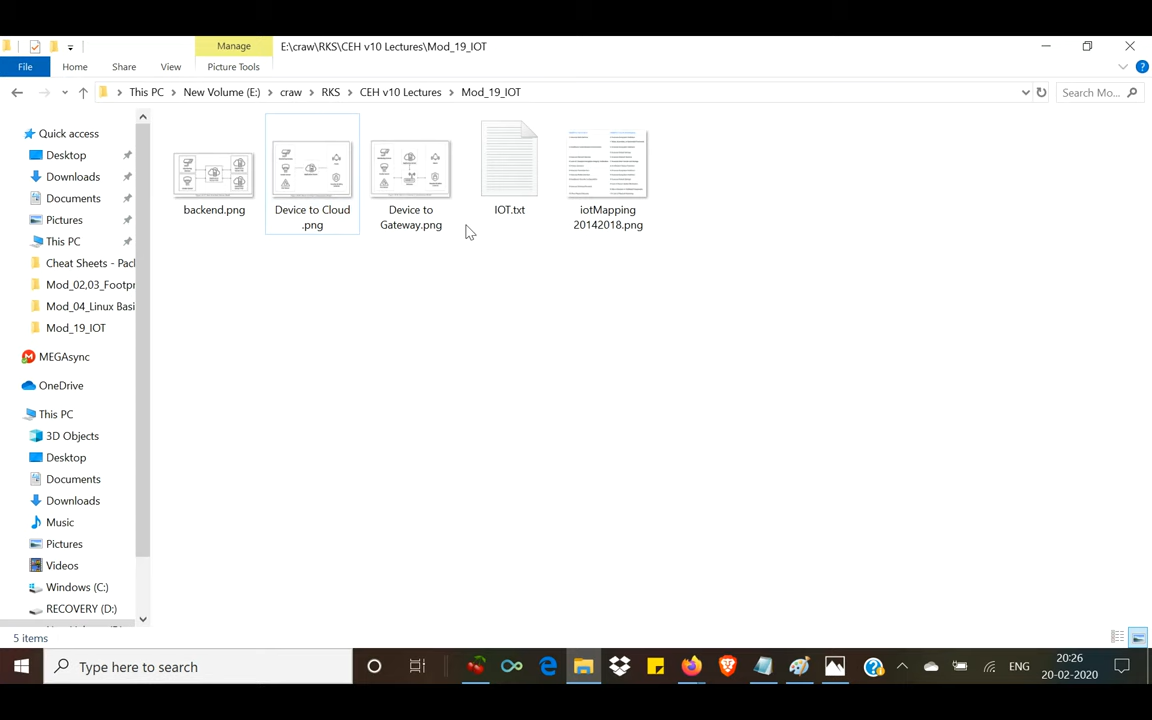 Manage
E:\craw\RKS\CEH v10 Lectures\Mod_19_IOT
File
Home
Share
View
Picture Tools
This PC
New Volume (E:)
craw
RKS
CEH v10 Lectures
Mod_19_IOT
Search Mo...
Quick access
Desktop
Downloads
Documents
Pictures
This PC
Cheat Sheets - Pac
Mod_02,03_Footpr
Mod_04_Linux Basi
Mod_19_IOT
MEGAsync
OneDrive
This PC
3D Objects
Desktop
Documents
Downloads
Music
Pictures
Videos
Windows (C:)
RECOVERY (D:)
backend.png
Device to Cloud
.png
Device to
Gateway.png
IOT.txt
iotMapping
20142018.png
5 items
Type here to search
ENG
20:26
20-02-2020